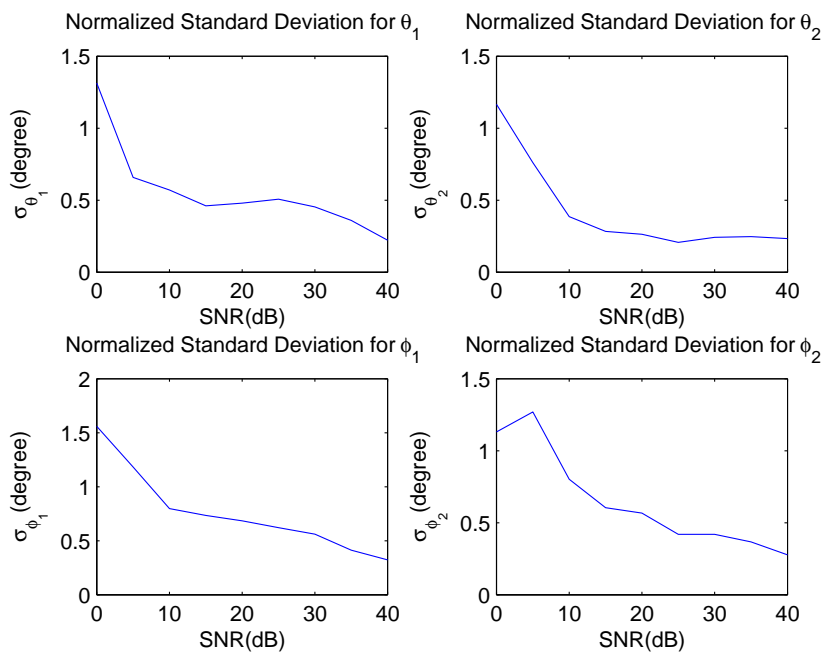 Normalized Standard Deviation for θ₁
1.5
1
0.5
0
σθ₁ (degree)
0 10 20 30 40
SNR(dB)
Normalized Standard Deviation for θ₂
1.5
1
0.5
0
σθ₂ (degree)
0 10 20 30 40
SNR(dB)
Normalized Standard Deviation for ϕ₁
2
1.5
1
0.5
0
σϕ₁ (degree)
0 10 20 30 40
SNR(dB)
Normalized Standard Deviation for ϕ₂
1.5
1
0.5
0
σϕ₂ (degree)
0 10 20 30 40
SNR(dB)